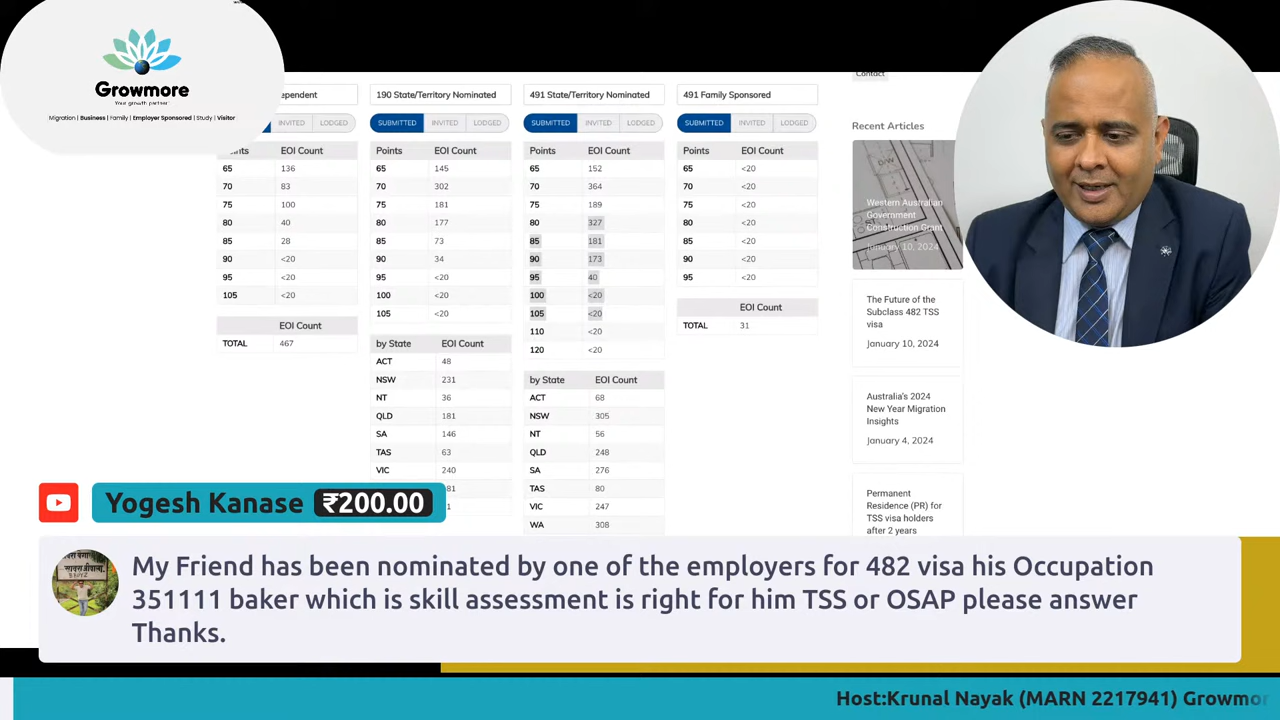 Growmore
Your growth partner
Migration | Business | Family | Employer Sponsored | Study | Visitor
190 State/Territory Nominated
491 State/Territory Nominated
491 Family Sponsored
Contact
INVITED LODGED
SUBMITTED INVITED LODGED
SUBMITTED INVITED LODGED
SUBMITTED INVITED LODGED
EOI Count
65 136
70 83
75 100
80 40
85 28
90 <20
95 <20
105 <20
EOI Count
TOTAL 467
Points EOI Count
65 145
70 302
75 181
80 177
85 73
90 34
95 <20
100 <20
105 <20
by State EOI Count
ACT 48
NSW 231
NT 36
QLD 181
SA 146
TAS 63
VIC 240
Points EOI Count
65 152
70 364
75 189
80 327
85 181
90 173
95 40
100 <20
105 <20
110 <20
120 <20
by State EOI Count
ACT 68
NSW 305
NT 56
QLD 248
SA 276
TAS 80
VIC 247
WA 308
Points EOI Count
65 <20
70 <20
75 <20
80 <20
85 <20
90 <20
95 <20
EOI Count
TOTAL 31
Recent Articles
Western Australian
Government
Construction Grant
January 10, 2024
The Future of the
Subclass 482 TSS
visa
January 10, 2024
Australia's 2024
New Year Migration
Insights
January 4, 2024
Permanent
Residence (PR) for
TSS visa holders
after 2 years
Yogesh Kanase ₹200.00
My Friend has been nominated by one of the employers for 482 visa his Occupation
351111 baker which is skill assessment is right for him TSS or OSAP please answer
Thanks.
Host:Krunal Nayak (MARN 2217941) Growmor